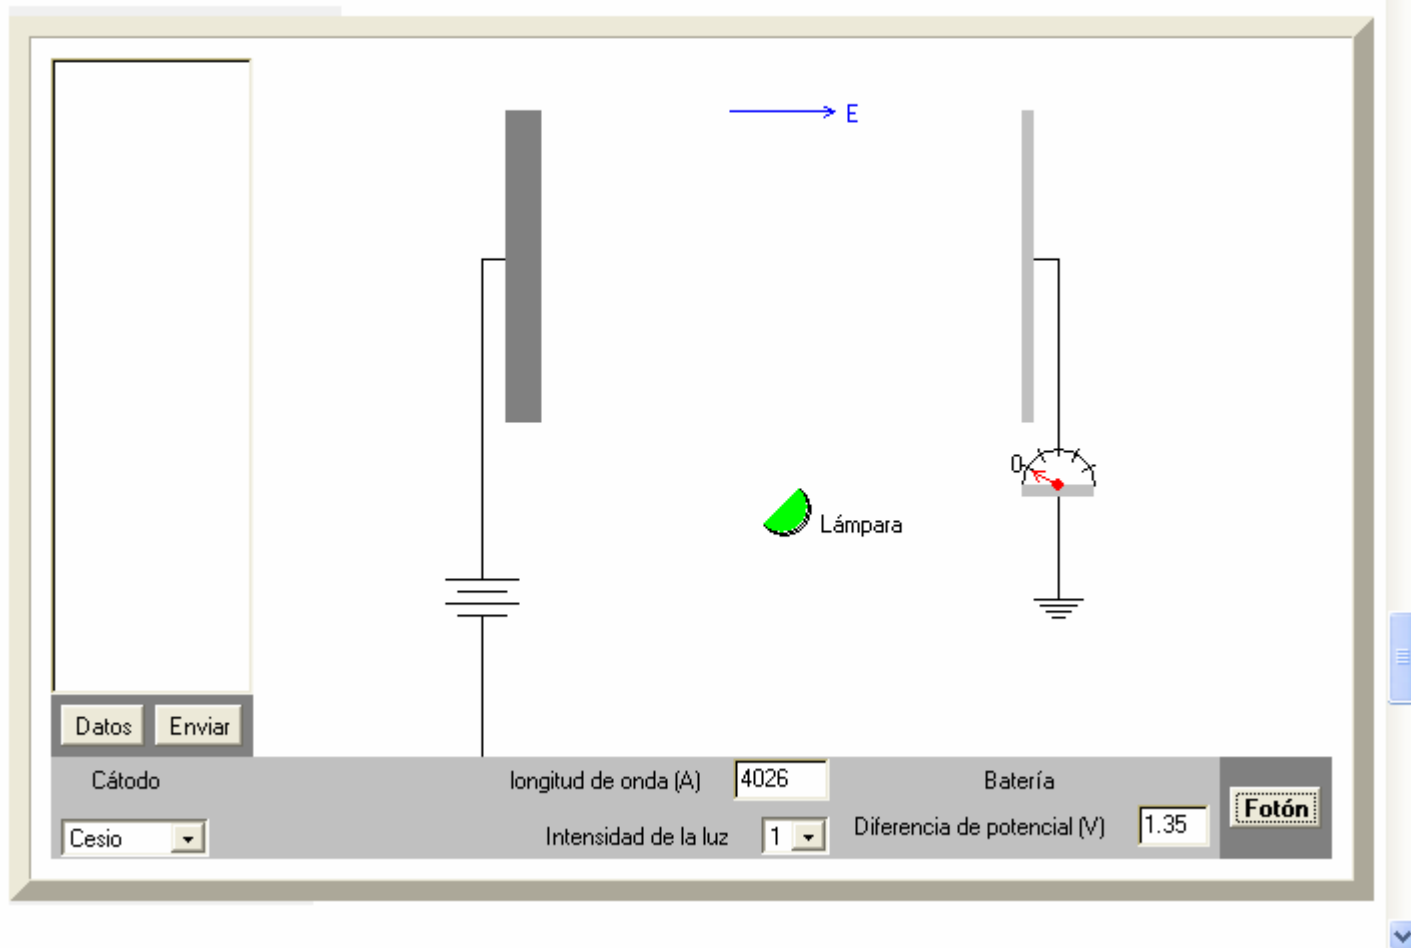 E
0
Lámpara
Datos Enviar
Cátodo longitud de onda (A) 4026 Batería
Cesio Intensidad de la luz 1 Diferencia de potencial (V) 1.35 Fotón